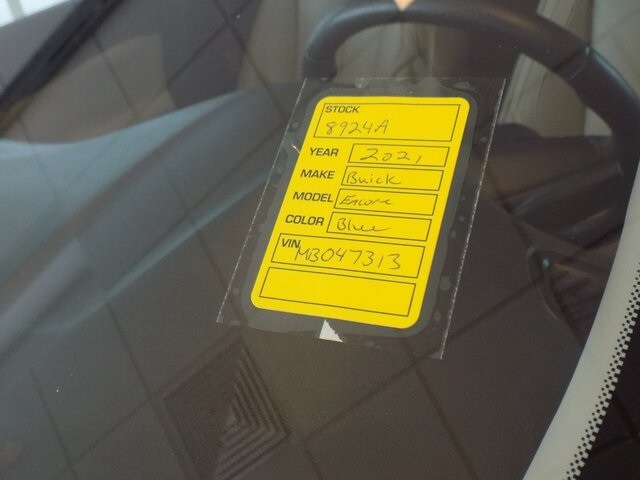 STOCK
8924A
YEAR 2021
MAKE Buick
MODEL Encore
COLOR Blue
VIN MB047313